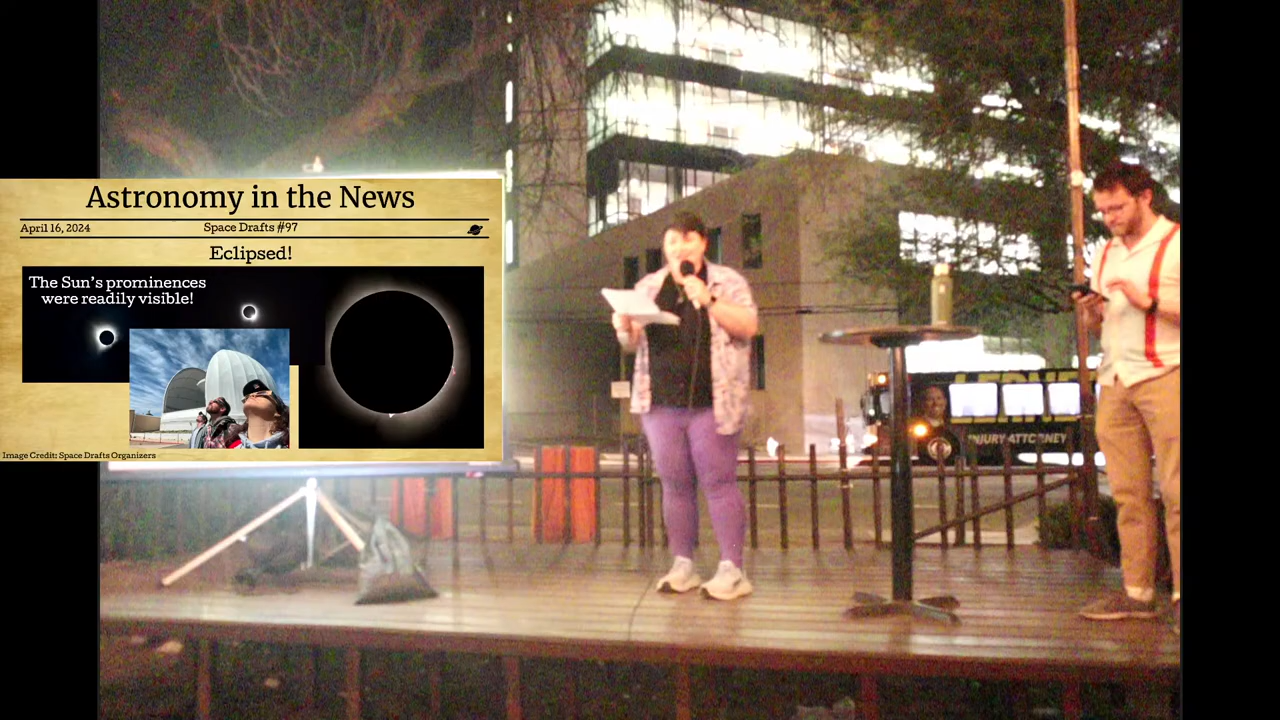 Astronomy in the News
April 16, 2024
Space Drafts #97
Eclipsed!
The Sun's prominences
were readily visible!
Image Credit: Space Drafts Organizers
INJURY ATTORNEY